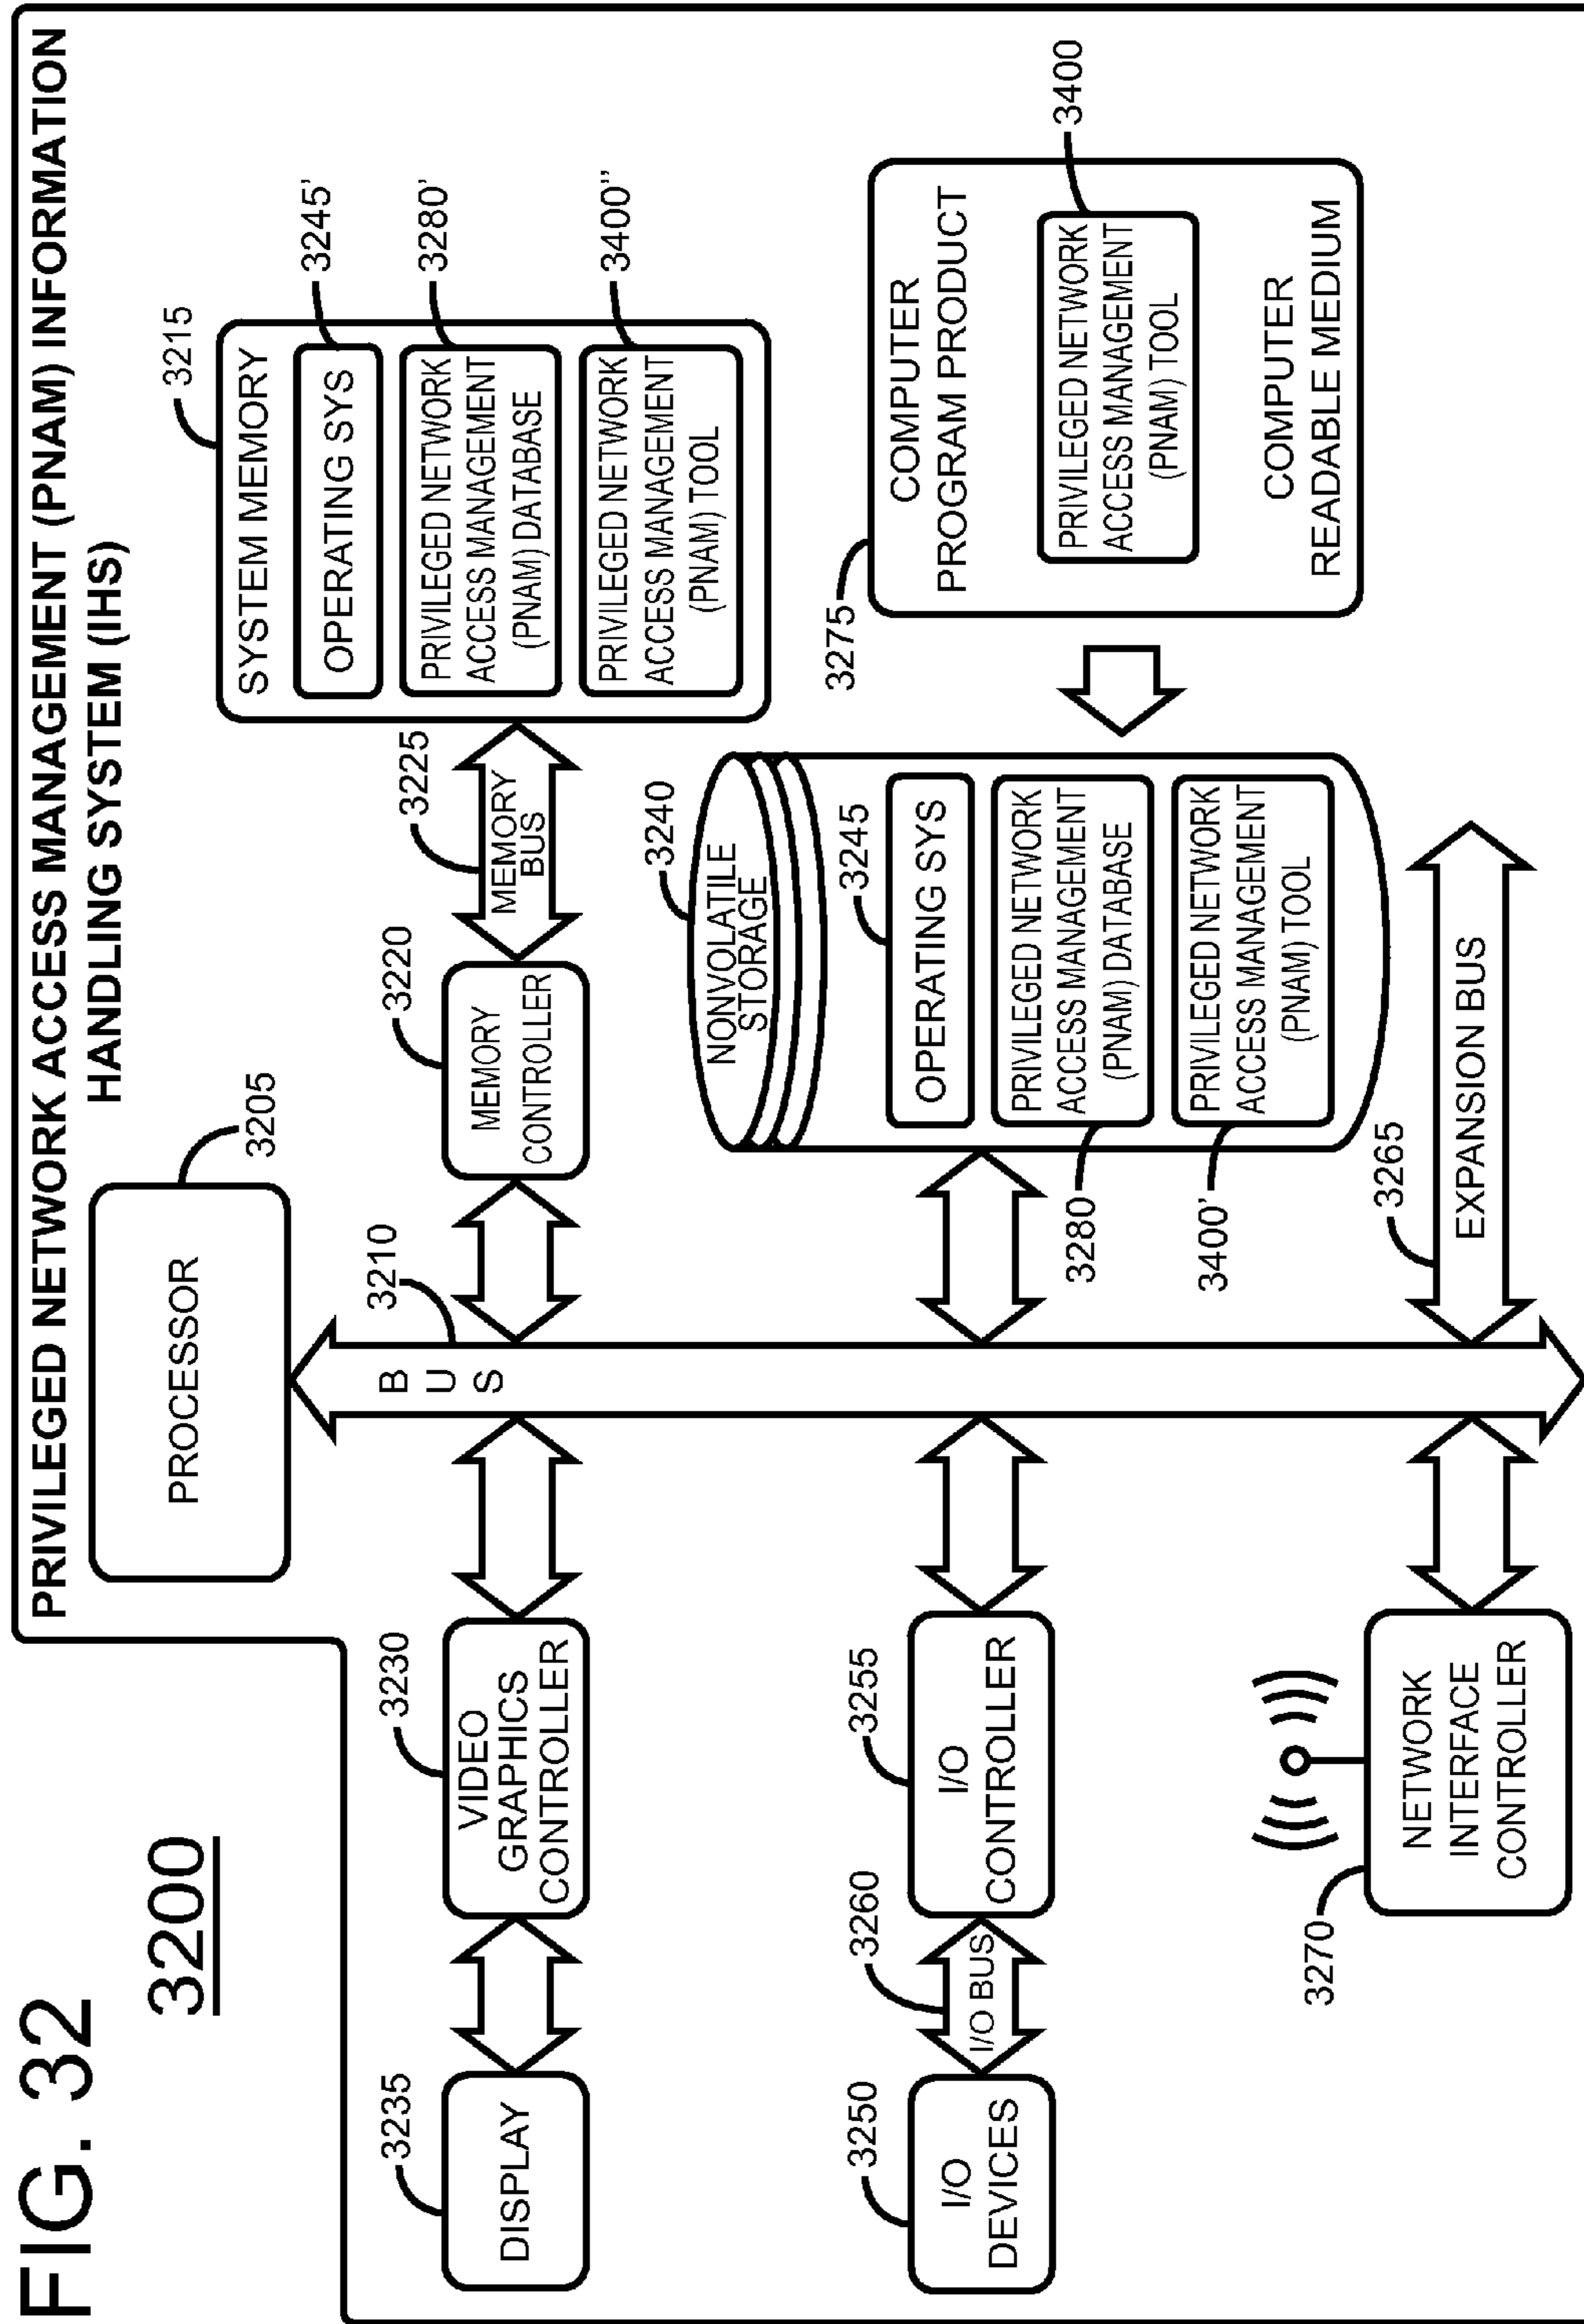 FIG. 32
3200
PRIVILEGED NETWORK ACCESS MANAGEMENT (PNAM) INFORMATION
HANDLING SYSTEM (IHS)
PROCESSOR
3205
3210
B
U
S
3235
DISPLAY
3230
VIDEO
GRAPHICS
CONTROLLER
3220
MEMORY
CONTROLLER
3225
MEMORY
BUS
3215
SYSTEM MEMORY
OPERATING SYS
3245'
PRIVILEGED NETWORK
ACCESS MANAGEMENT
(PNAM) DATABASE
3280'
PRIVILEGED NETWORK
ACCESS MANAGEMENT
(PNAM) TOOL
3400''
3250
I/O
DEVICES
3260
I/O BUS
3255
I/O
CONTROLLER
3240
NONVOLATILE
STORAGE
3245
OPERATING SYS
PRIVILEGED NETWORK
ACCESS MANAGEMENT
(PNAM) DATABASE
3280
PRIVILEGED NETWORK
ACCESS MANAGEMENT
(PNAM) TOOL
3400'
3275
COMPUTER
PROGRAM PRODUCT
PRIVILEGED NETWORK
ACCESS MANAGEMENT
(PNAM) TOOL
3400
COMPUTER
READABLE MEDIUM
3270
NETWORK
INTERFACE
CONTROLLER
3265
EXPANSION BUS